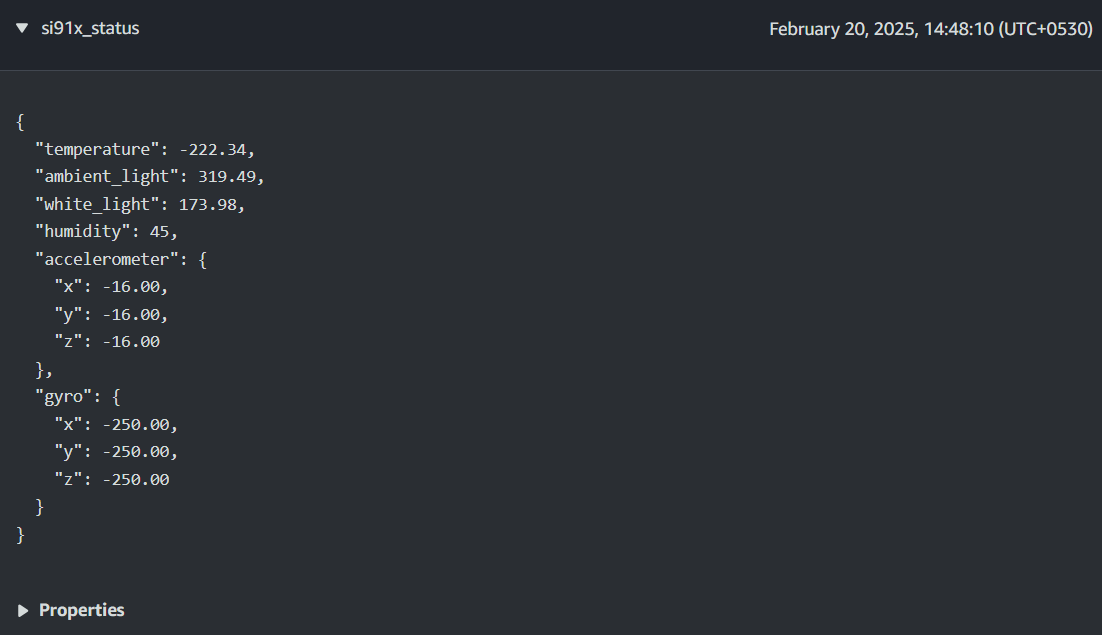 si91x_status
February 20, 2025, 14:48:10 (UTC+0530)
{
  "temperature": -222.34,
  "ambient_light": 319.49,
  "white_light": 173.98,
  "humidity": 45,
  "accelerometer": {
    "x": -16.00,
    "y": -16.00,
    "z": -16.00
  },
  "gyro": {
    "x": -250.00,
    "y": -250.00,
    "z": -250.00
  }
}
Properties